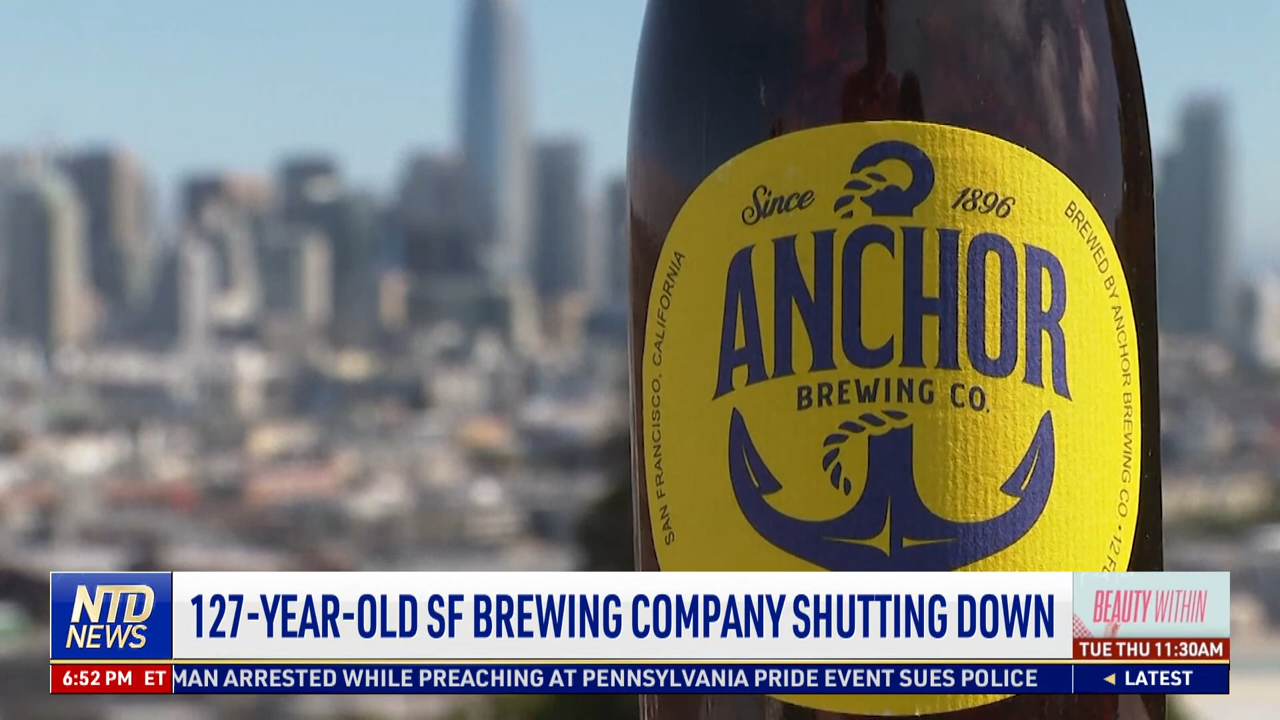 Since 1896
ANCHOR
BREWING CO.
SAN FRANCISCO, CALIFORNIA
BREWED BY ANCHOR BREWING CO • 12 F
NTD
NEWS
127-YEAR-OLD SF BREWING COMPANY SHUTTING DOWN
BEAUTY WITHIN
TUE THU 11:30AM
6:52 PM ET
MAN ARRESTED WHILE PREACHING AT PENNSYLVANIA PRIDE EVENT SUES POLICE
LATEST